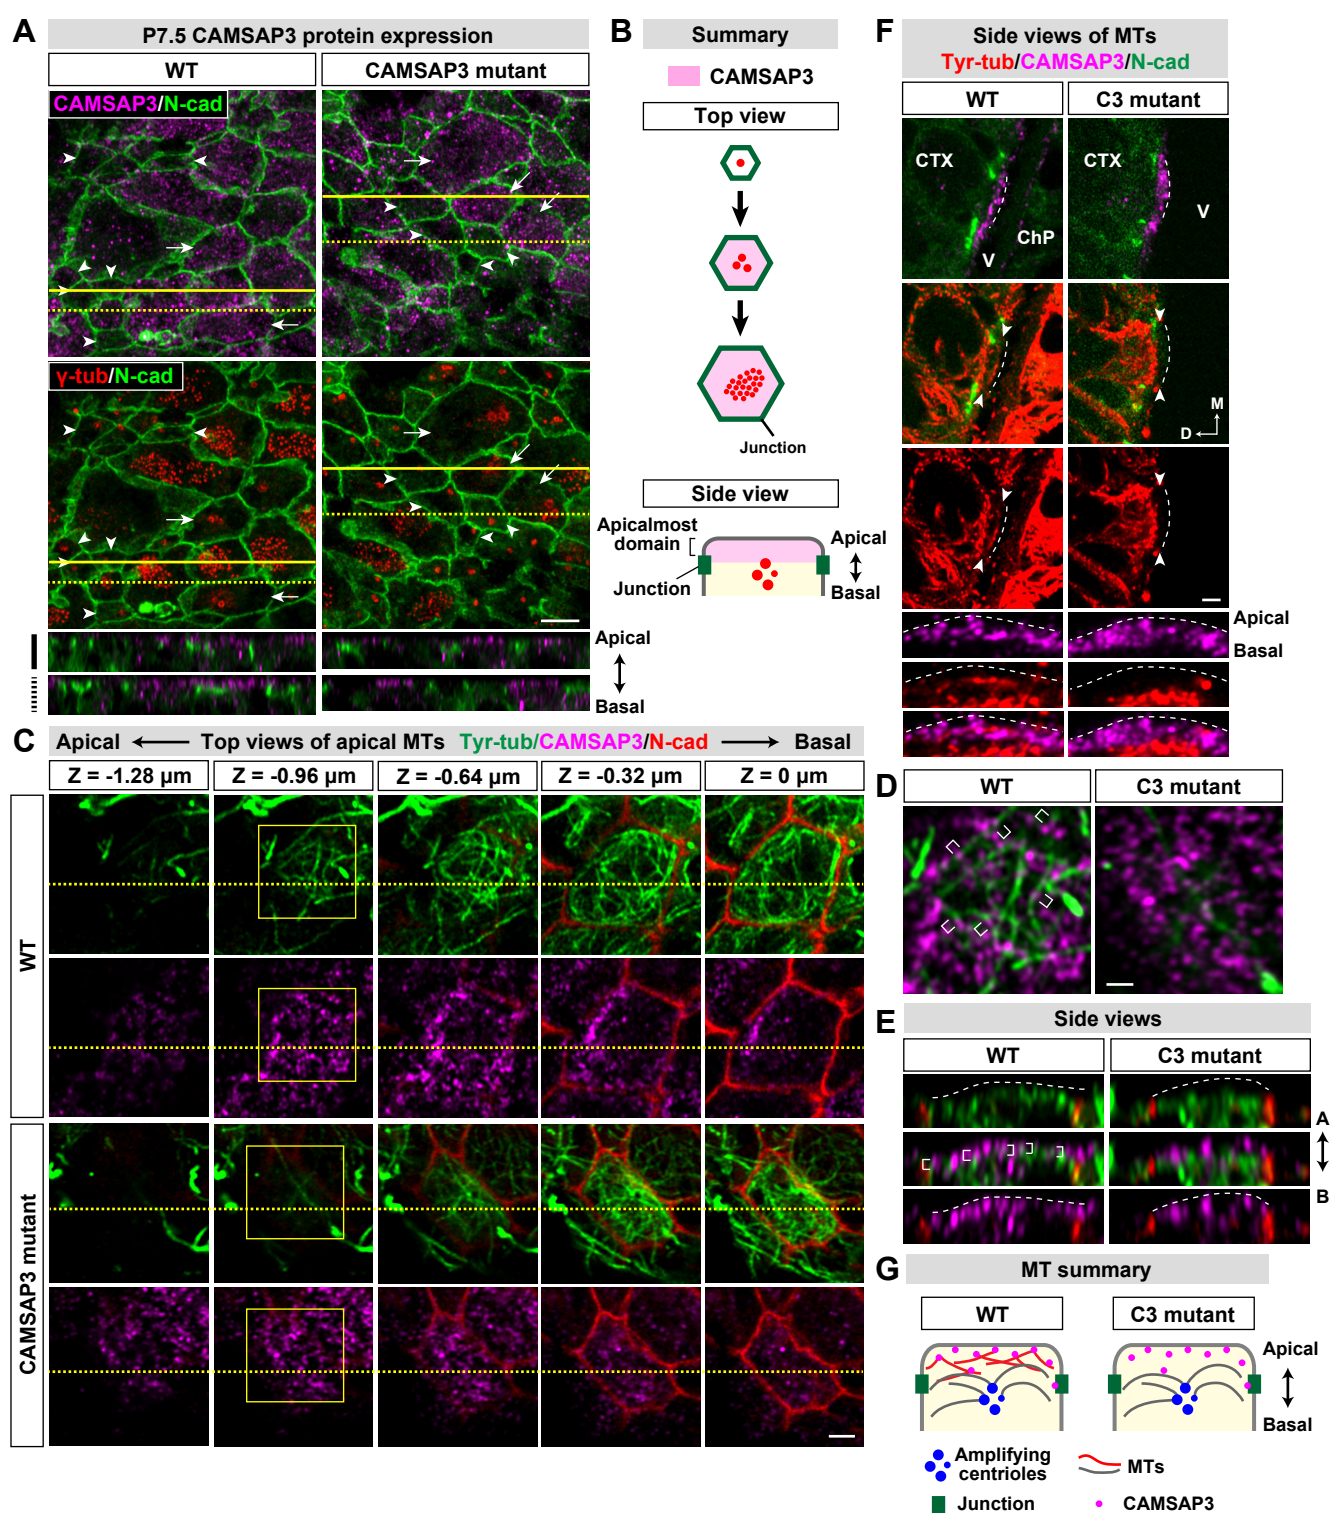 A
P7.5 CAMSAP3 protein expression
WT
CAMSAP3 mutant
CAMSAP3/N-cad
γ-tub/N-cad
Apical
Basal
B
Summary
CAMSAP3
Top view
Junction
Side view
Apicalmost
domain
Junction
Apical
Basal
C
Apical
Top views of apical MTs
Tyr-tub/CAMSAP3/N-cad
Basal
Z = -1.28 µm
Z = -0.96 µm
Z = -0.64 µm
Z = -0.32 µm
Z = 0 µm
WT
CAMSAP3 mutant
F
Side views of MTs
Tyr-tub/CAMSAP3/N-cad
WT
C3 mutant
CTX
ChP
V
CTX
V
M
D
Apical
Basal
D
WT
C3 mutant
E
Side views
WT
C3 mutant
A
B
G
MT summary
WT
C3 mutant
Apical
Basal
Amplifying
centrioles
MTs
Junction
CAMSAP3